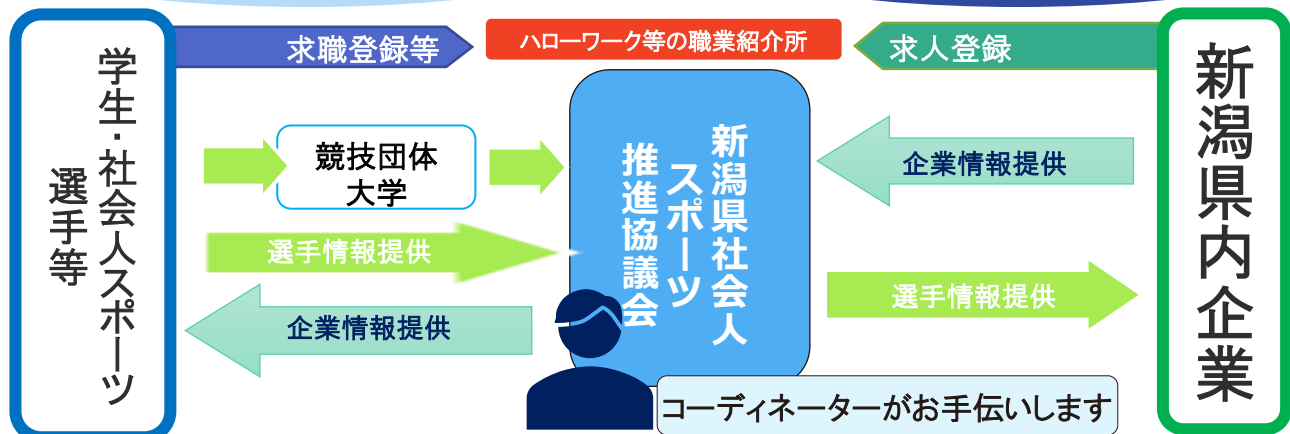 学生・社会人スポーツ
選手等
求職登録等
ハローワーク等の職業紹介所
求人登録
競技団体
大学
選手情報提供
企業情報提供
新潟県社会人
スポーツ
推進協議会
企業情報提供
選手情報提供
コーディネーターがお手伝いします
新潟県内企業